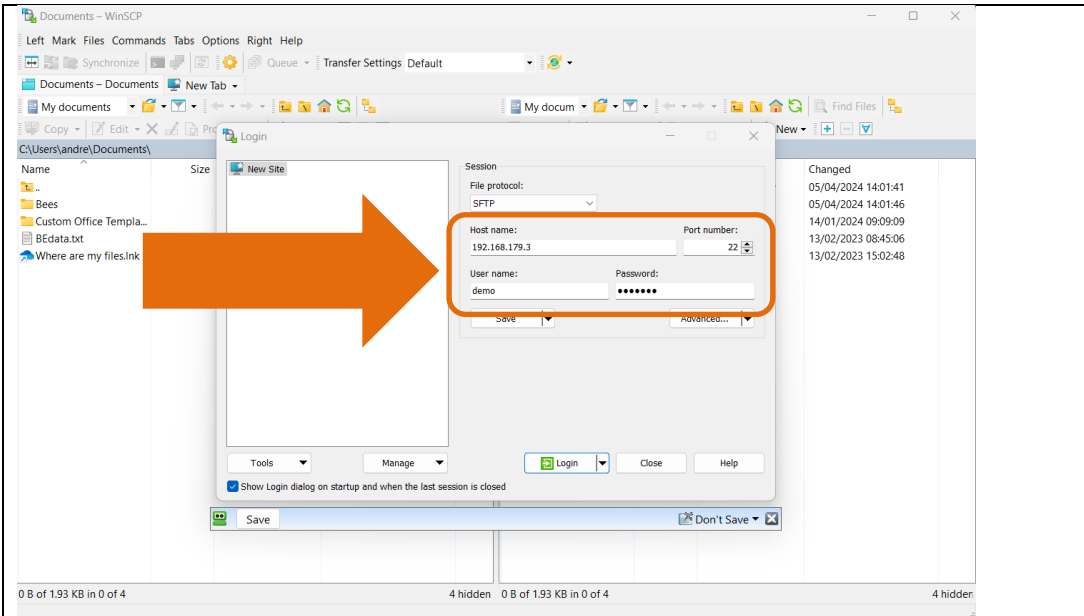 Documents – WinSCP
Left Mark Files Commands Tabs Options Right Help
Synchronize Queue Transfer Settings Default
Documents – Documents New Tab
My documents My docum Find Files
Copy Edit New
C:\Users\andre\Documents\
Name Size Changed
.. 05/04/2024 14:01:41
Bees 05/04/2024 14:01:46
Custom Office Templa... 14/01/2024 09:09:09
BEdata.txt 13/02/2023 08:45:06
Where are my files.lnk 13/02/2023 15:02:48
Login
New Site
Session
File protocol:
SFTP
Host name: Port number:
192.168.179.3 22
User name: Password:
demo •••••••
Save Advanced...
Tools Manage Login Close Help
Show Login dialog on startup and when the last session is closed
Save Don't Save
0 B of 1.93 KB in 0 of 4 4 hidden 0 B of 1.93 KB in 0 of 4 4 hidden